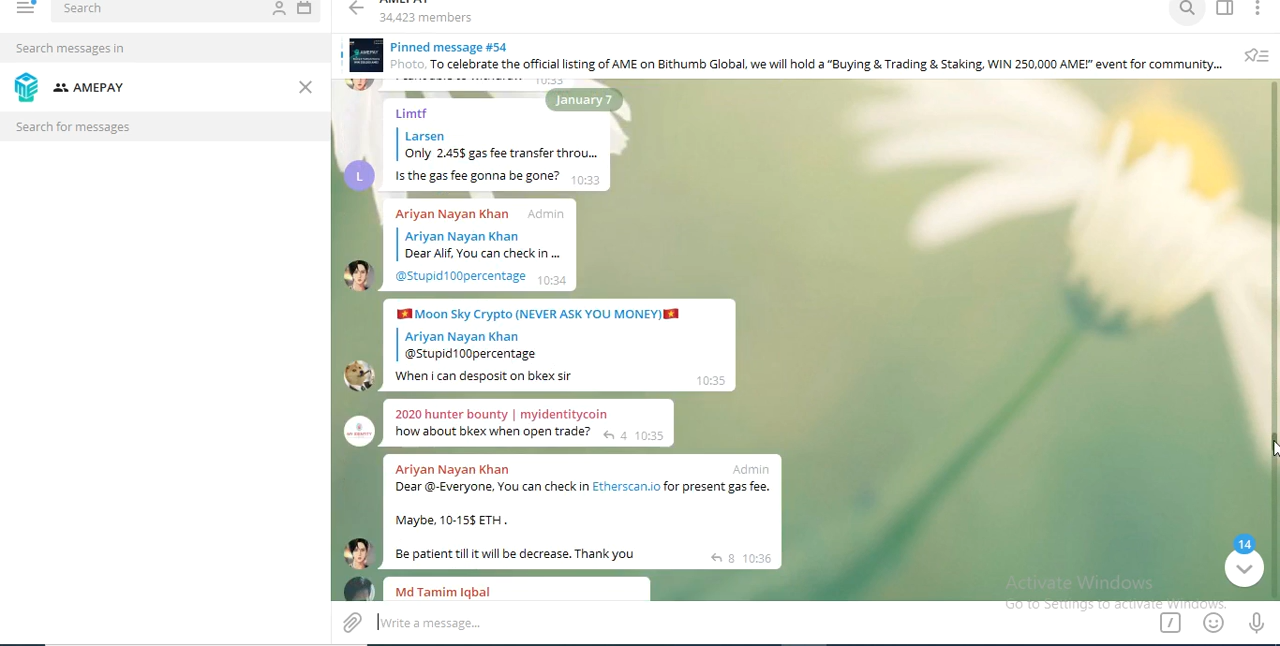 Search
AMEPAY
34,423 members
Search messages in
Pinned message #54
Photo, To celebrate the official listing of AME on Bithumb Global, we will hold a “Buying & Trading & Staking, WIN 250,000 AME!” event for community...
AMEPAY
10:33
Search for messages
January 7
Limtf
Larsen
Only 2.45$ gas fee transfer throu...
L
Is the gas fee gonna be gone? 10:33
Ariyan Nayan Khan Admin
Ariyan Nayan Khan
Dear Alif, You can check in ...
@Stupid100percentage 10:34
Moon Sky Crypto (NEVER ASK YOU MONEY)
Ariyan Nayan Khan
@Stupid100percentage
When i can desposit on bkex sir 10:35
2020 hunter bounty | myidentitycoin
how about bkex when open trade? 4 10:35
Ariyan Nayan Khan Admin
Dear @-Everyone, You can check in Etherscan.io for present gas fee.
Maybe, 10-15$ ETH .
Be patient till it will be decrease. Thank you 8 10:36
14
Md Tamim Iqbal
Activate Windows
Go to Settings to activate Windows.
Write a message...